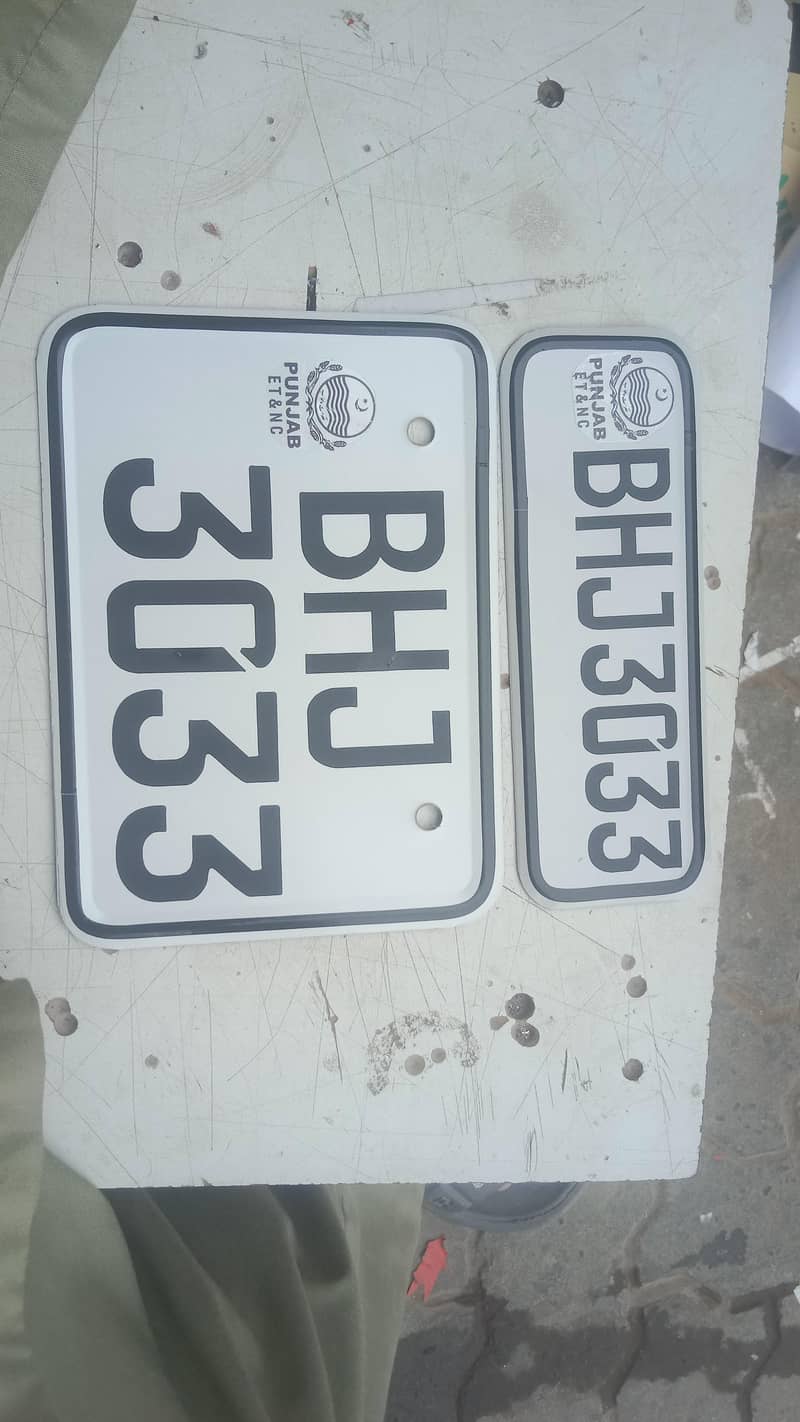 PUNJAB
ET & NC
BHJ
3033
PUNJAB
ET & NC
BHJ3033